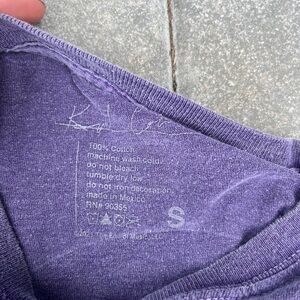 100% Cotton
machine wash cold
do not bleach
tumble dry low
do not iron decoration
made in Mexico
RN# 90355
S